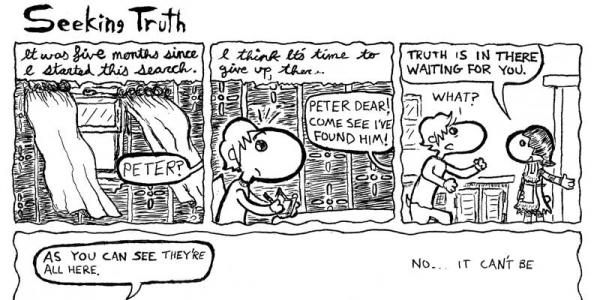 Seeking Truth
It was five months since
I started this search.
PETER?
I think It's time to
give up, then..
PETER DEAR!
COME SEE I'VE
FOUND HIM!
TRUTH IS IN THERE
WAITING FOR YOU.
WHAT?
AS YOU CAN SEE THEY'RE
ALL HERE.
NO... IT CAN'T BE